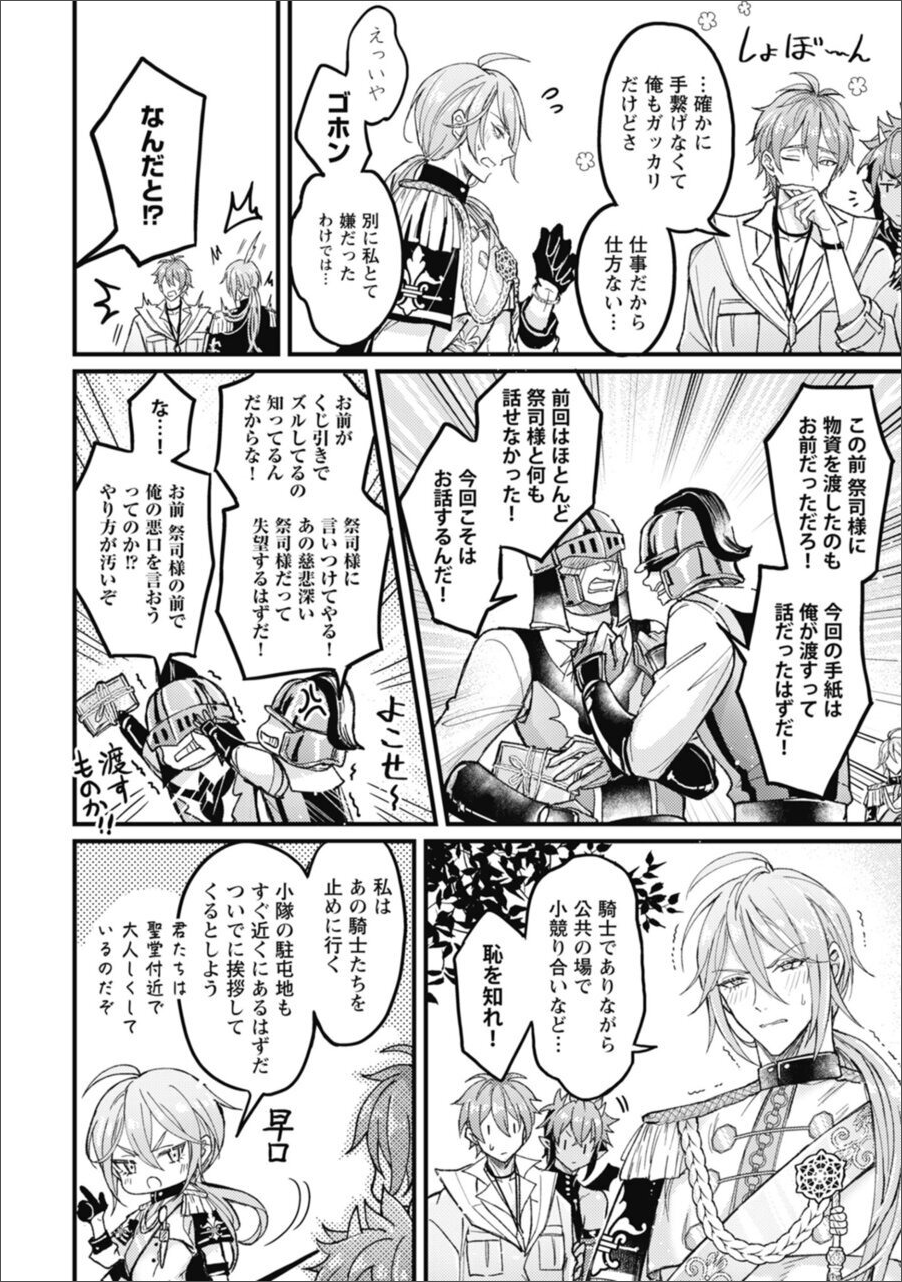 しょぼーん
…確かに
手繋げなくて
俺もガッカリ
だけどさ
仕事だから
仕方ない…
えっいや
ゴホン
別に私とて
嫌だった
わけでは…
なんだと!?
この前 祭司様に
物資を渡したのも
お前だっただろ！
今回の手紙は
俺が渡すって
話だったはずだ！
前回はほとんど
祭司様と何も
話せなかった！
今回こそは
お話するんだ！
お前が
くじ引きで
ズルしてるの
知ってるん
だからな！
祭司様に
言いつけてやる！
あの慈悲深い
祭司様だって
失望するはずだ！
な…！
お前 祭司様の前で
俺の悪口を言おう
ってのか!?
やり方が汚いぞ
よこせ〜
渡す
ものか!!
騎士でありながら
公共の場で
小競り合いなど…
恥を知れ！
私は
あの騎士たちを
止めに行く
小隊の駐屯地も
すぐ近くにあるはずだ
ついでに挨拶して
くるとしよう
君たちは
聖堂付近で
大人しくして
いるのだぞ
早口